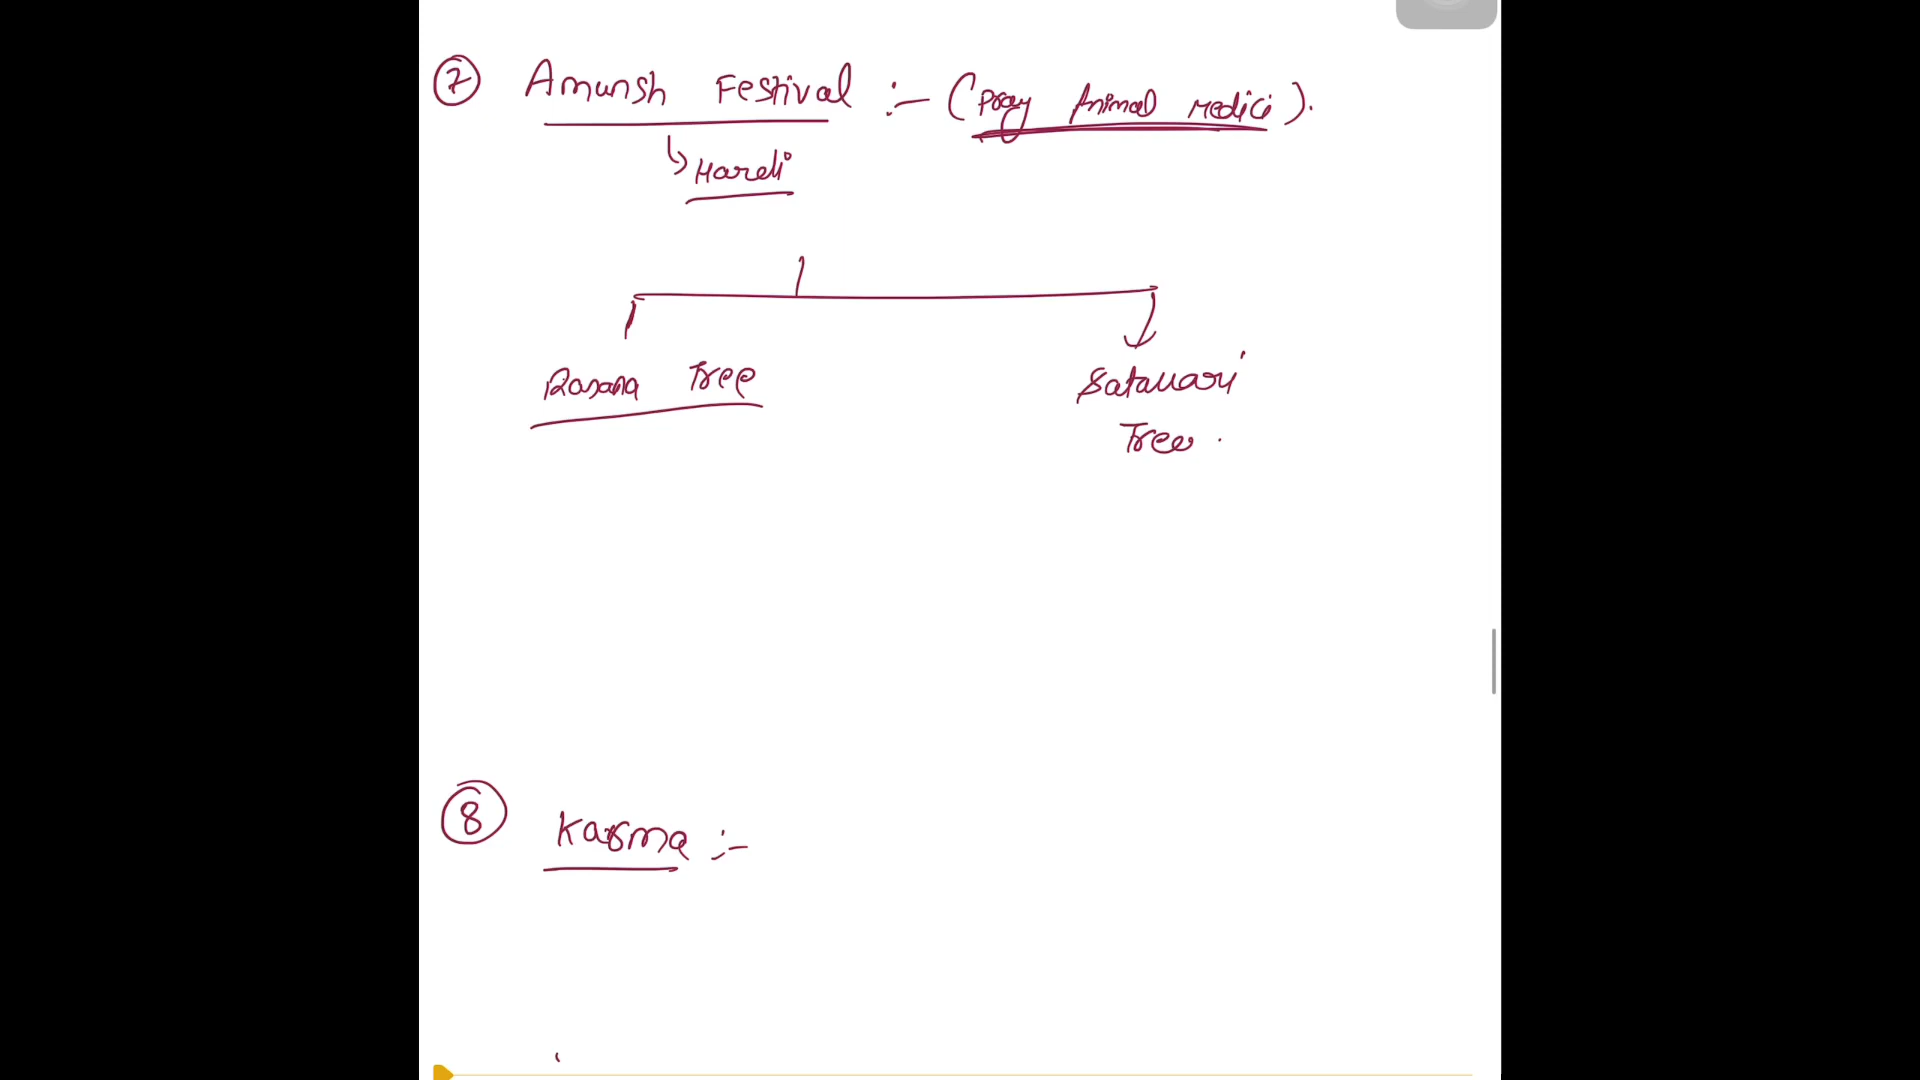 7 Amunsh Festival :- (Pray Animal Medici).
↳ Hareli
Rasana Tree
Satavari
Tree.
8 Karma :-